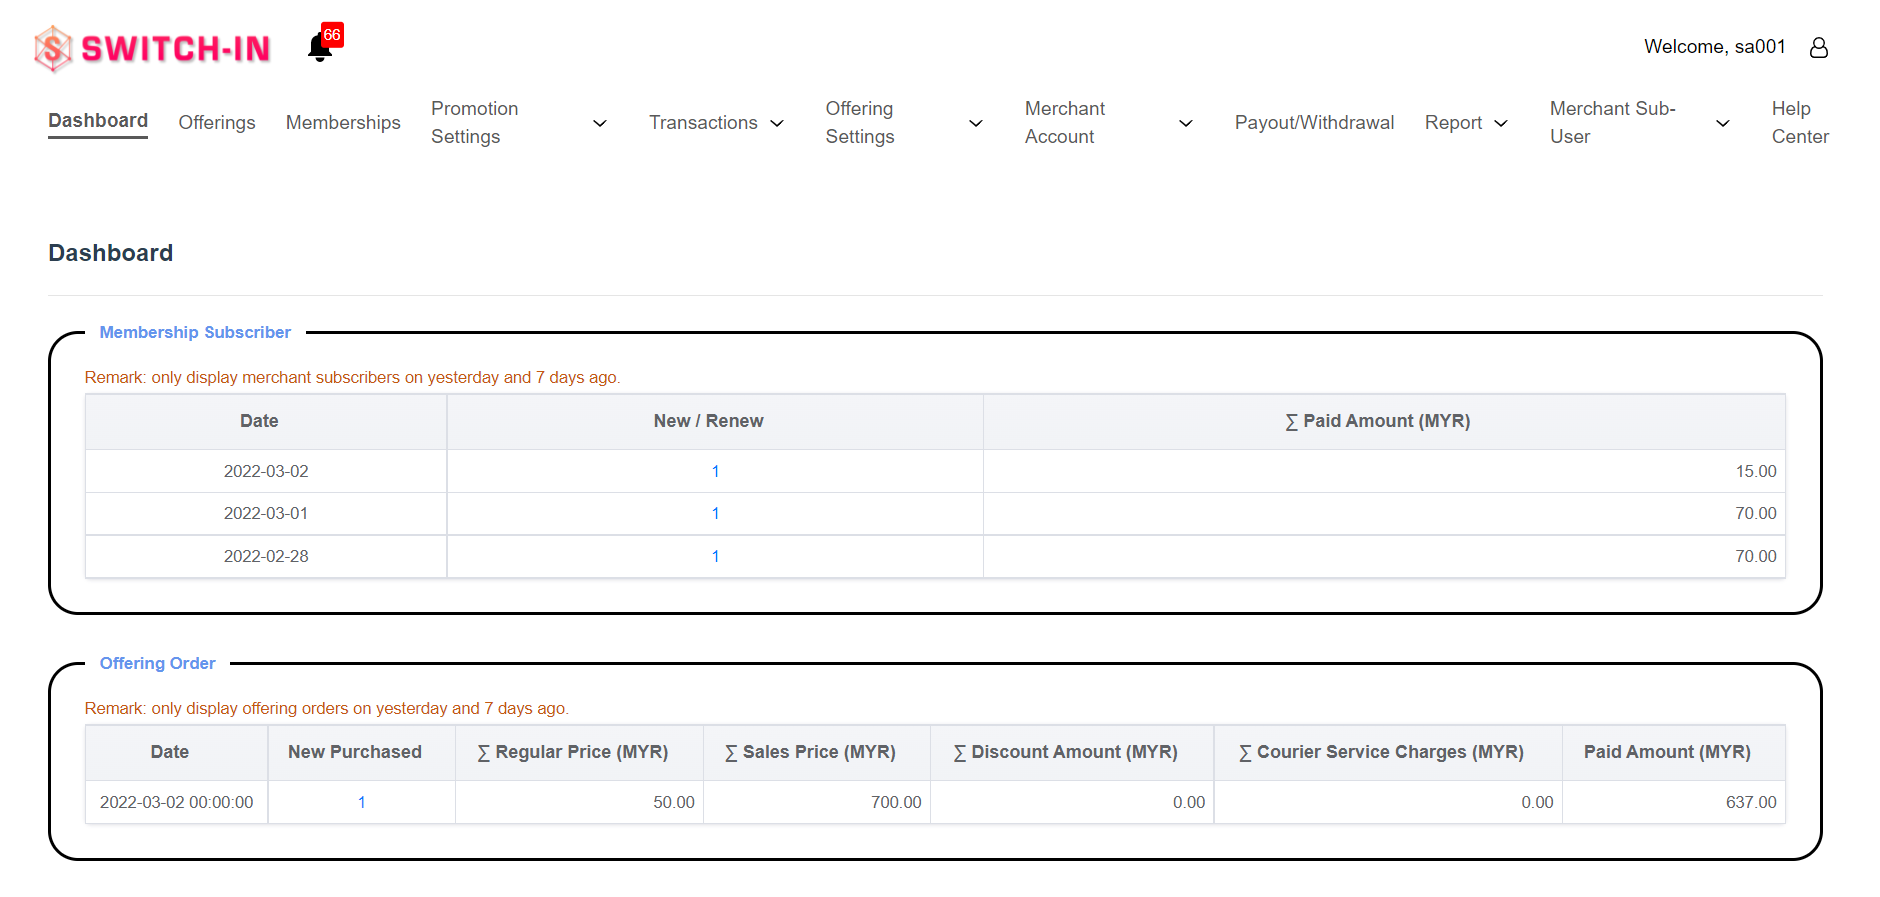 SWITCH-IN
66
Welcome, sa001
Dashboard
Offerings
Memberships
Promotion
Settings
Transactions
Offering
Settings
Merchant
Account
Payout/Withdrawal
Report
Merchant Sub-
User
Help
Center
Dashboard
Membership Subscriber
Remark: only display merchant subscribers on yesterday and 7 days ago.
Date New / Renew ∑ Paid Amount (MYR)
2022-03-02 1 15.00
2022-03-01 1 70.00
2022-02-28 1 70.00
Offering Order
Remark: only display offering orders on yesterday and 7 days ago.
Date New Purchased ∑ Regular Price (MYR) ∑ Sales Price (MYR) ∑ Discount Amount (MYR) ∑ Courier Service Charges (MYR) Paid Amount (MYR)
2022-03-02 00:00:00 1 50.00 700.00 0.00 0.00 637.00